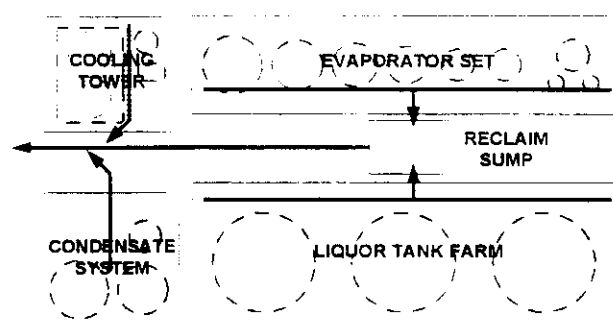 COOLING
TOWER
EVAPORATOR SET
RECLAIM
SUMP
CONDENSATE
SYSTEM
LIQUOR TANK FARM